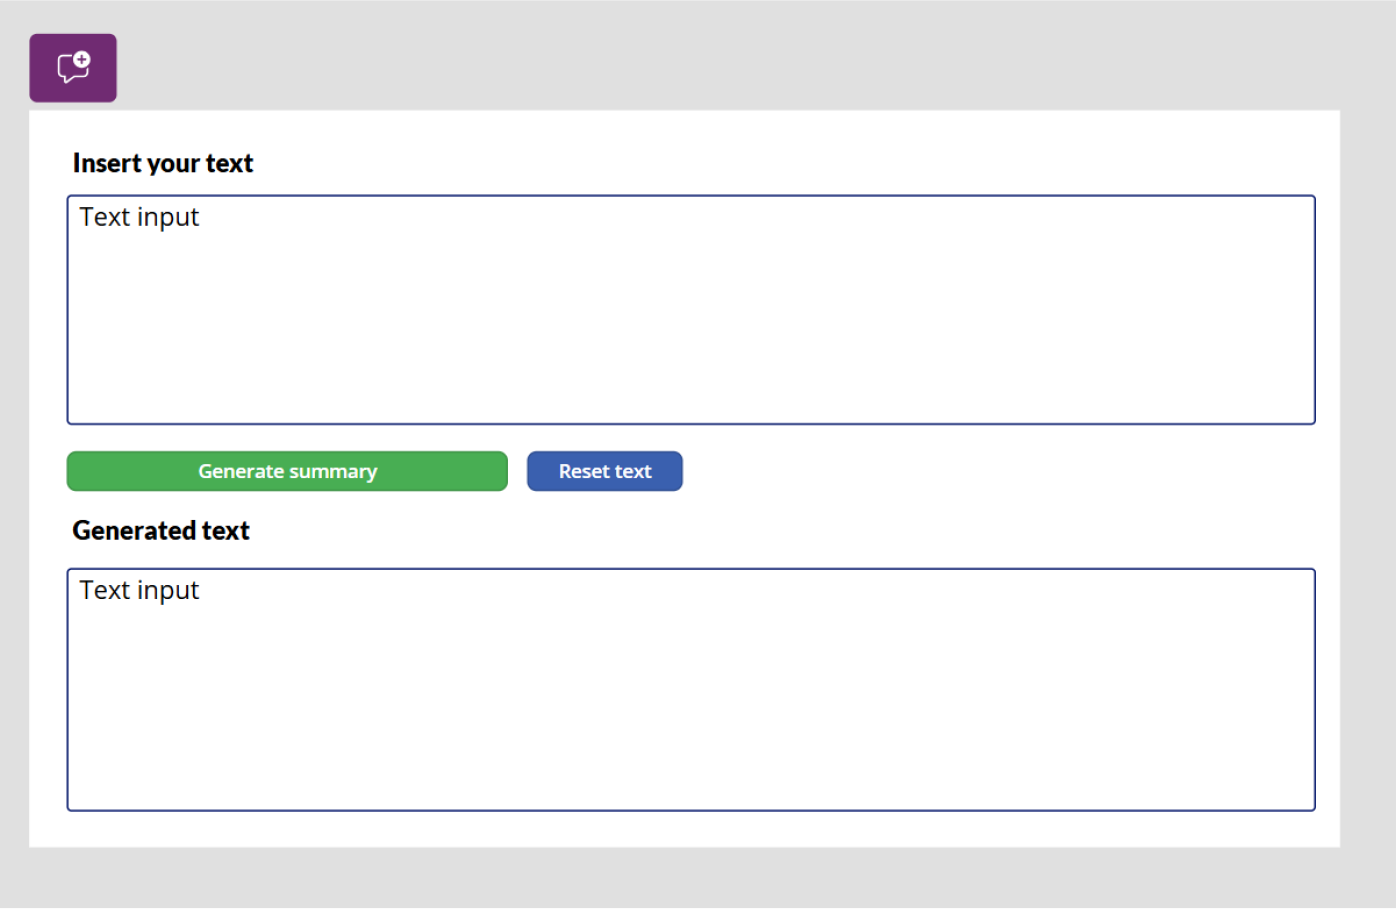 Insert your text
Text input
Generate summary
Reset text
Generated text
Text input